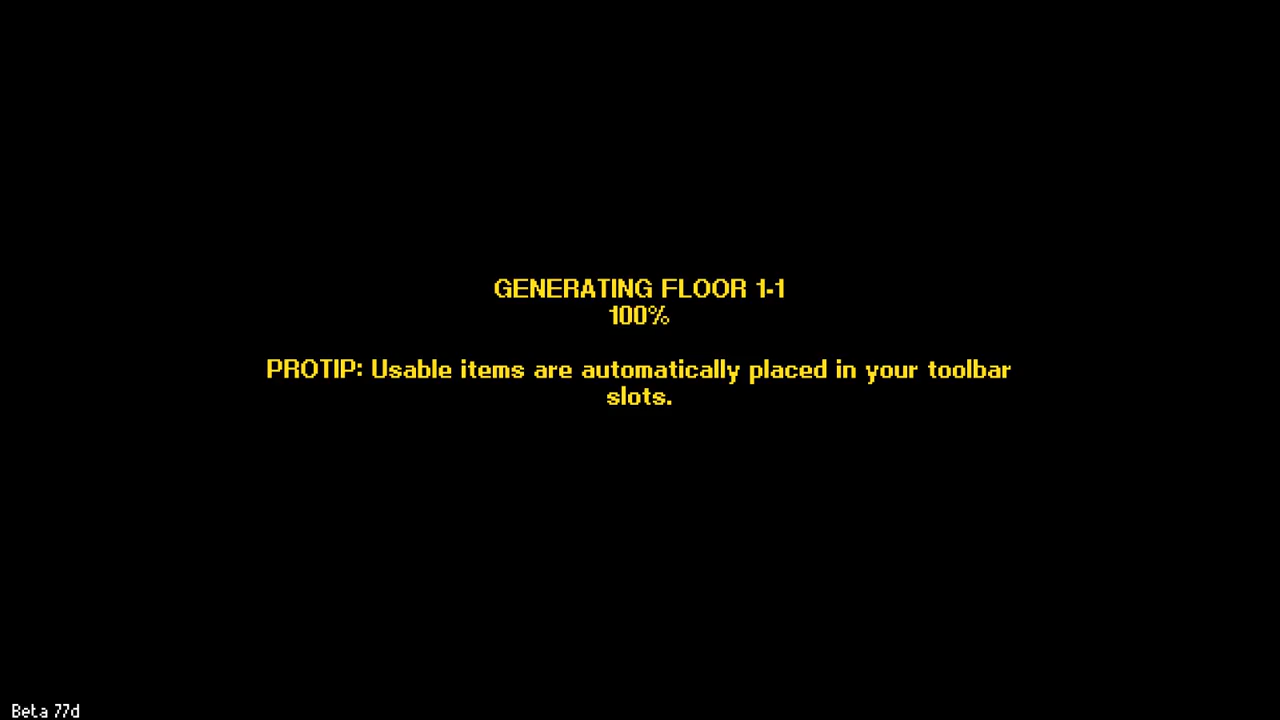 GENERATING FLOOR 1-1
100%
PROTIP: Usable items are automatically placed in your toolbar
slots.
Beta 77d